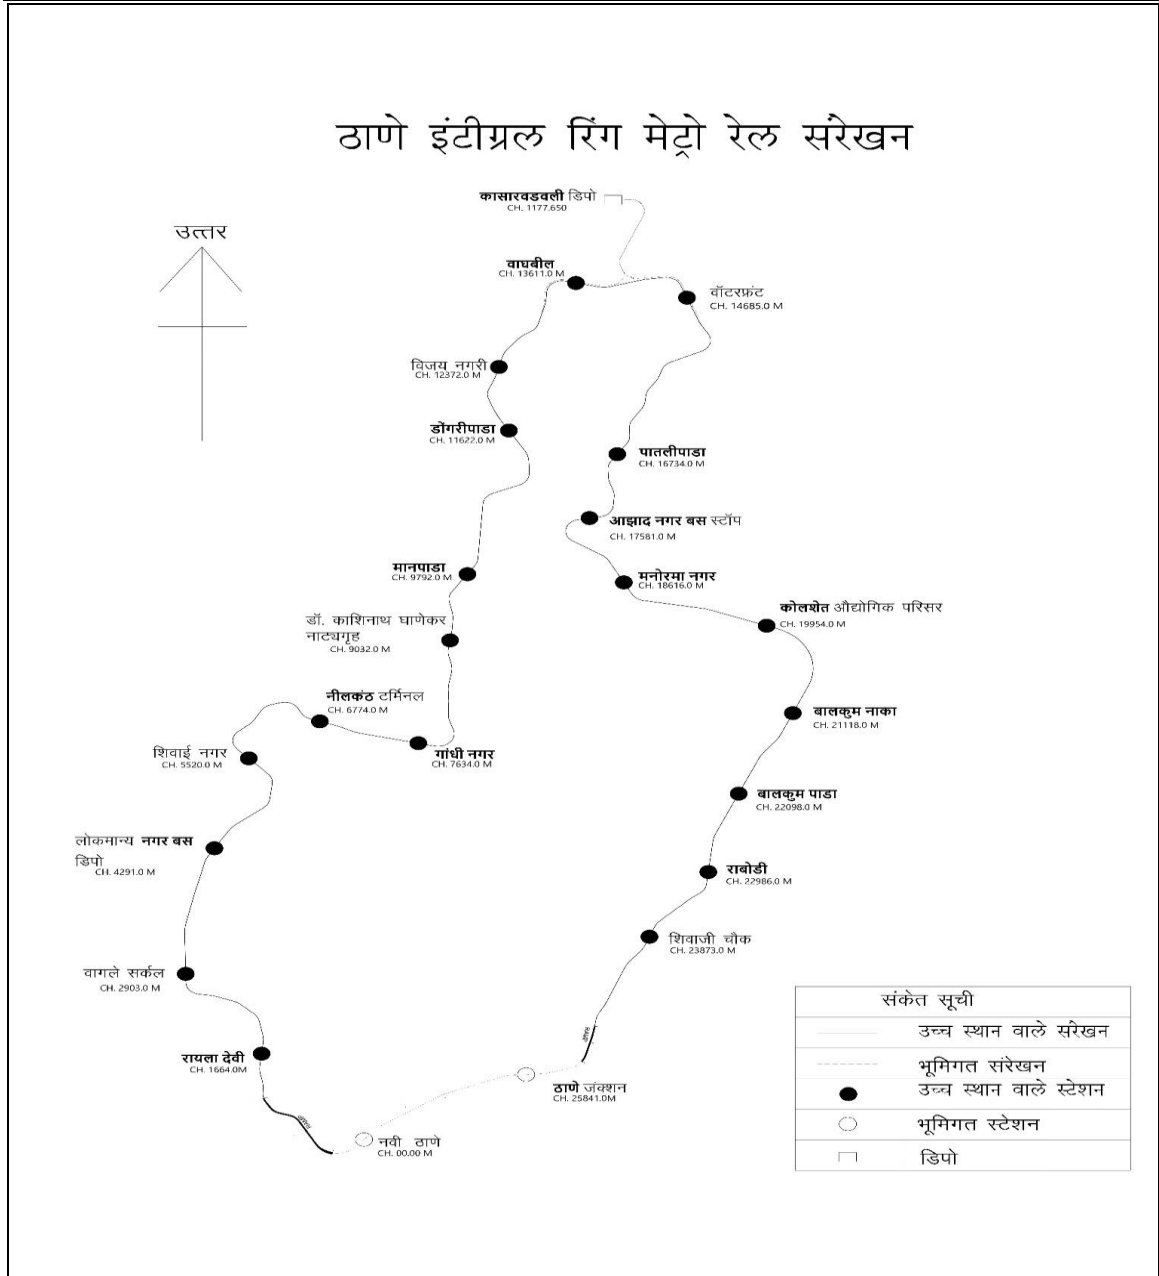 ठाणे इंटीग्रल रिंग मेट्रो रेल संरेखन
कासारवडवली डिपो
CH. 1177.650
उत्तर
वाघबील
CH. 13611.0 M
वॉटरफ्रंट
CH. 14685.0 M
विजय नगरी
CH. 12372.0 M
डोंगरीपाडा
CH. 11622.0 M
पातलीपाडा
CH. 16734.0 M
आझाद नगर बस स्टॉप
CH. 17581.0 M
मानपाडा
CH. 9792.0 M
मनोरमा नगर
CH. 18616.0 M
कोलशेत औद्योगिक परिसर
CH. 19954.0 M
डॉ. काशिनाथ घाणेकर
नाट्यगृह
CH. 9032.0 M
नीलकंठ टर्मिनल
CH. 6774.0 M
बालकुम नाका
CH. 21118.0 M
शिवाई नगर
CH. 5520.0 M
गांधी नगर
CH. 7634.0 M
बालकुम पाडा
CH. 22098.0 M
लोकमान्य नगर बस
डिपो
CH. 4291.0 M
राबोडी
CH. 22986.0 M
शिवाजी चौक
CH. 23873.0 M
वागले सर्कल
CH. 2903.0 M
RAMP
रायला देवी
CH. 1664.0M
ठाणे जंक्शन
CH. 25841.0M
RAMP
नवी ठाणे
CH. 00.00 M
संकेत सूची
उच्च स्थान वाले संरेखन
भूमिगत संरेखन
उच्च स्थान वाले स्टेशन
भूमिगत स्टेशन
डिपो